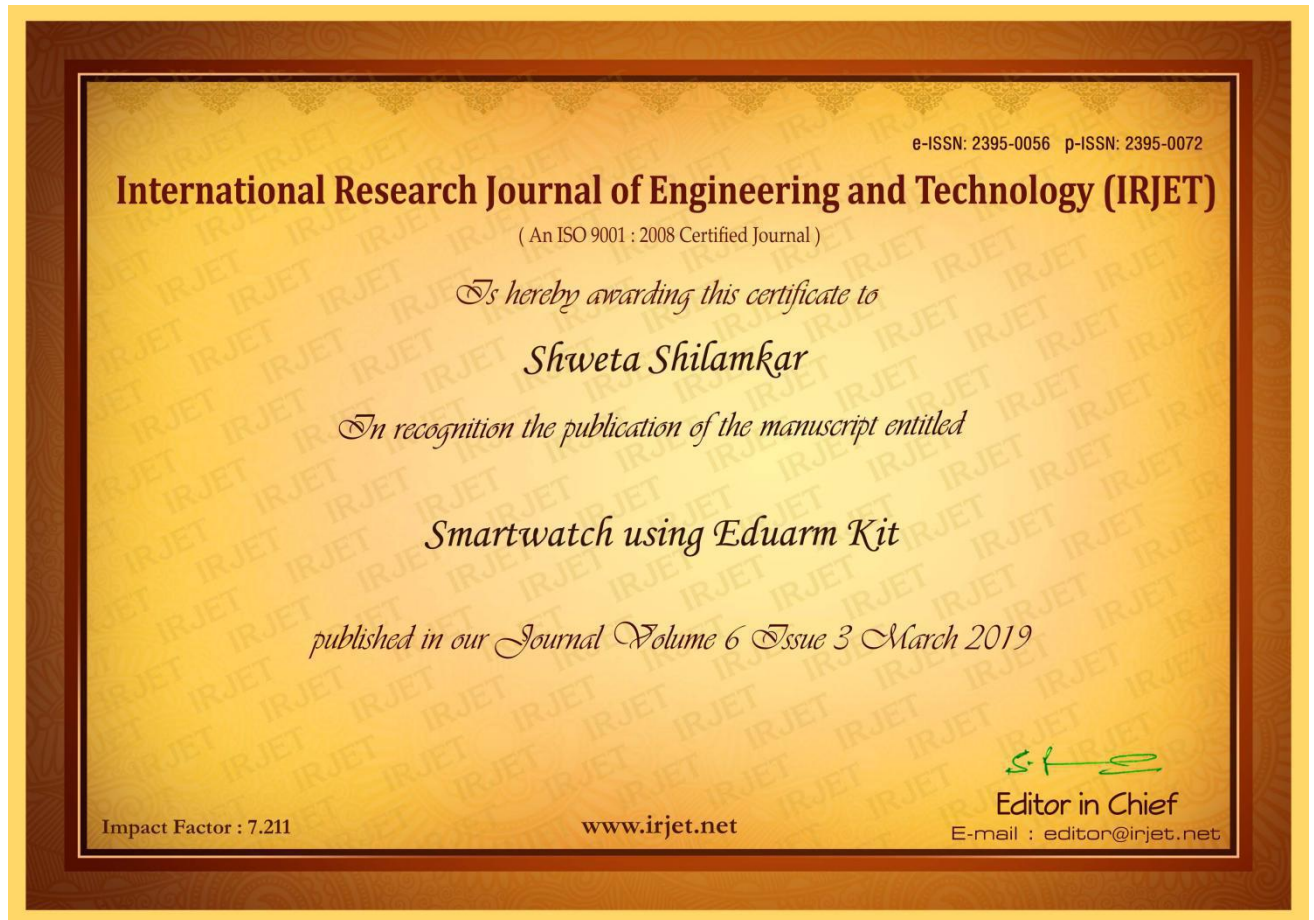 e-ISSN: 2395-0056 p-ISSN: 2395-0072
International Research Journal of Engineering and Technology (IRJET)
( An ISO 9001 : 2008 Certified Journal )
Is hereby awarding this certificate to
Shweta Shilamkar
In recognition the publication of the manuscript entitled
Smartwatch using Eduarm Kit
published in our Journal Volume 6 Issue 3 March 2019
Editor in Chief
Impact Factor : 7.211
www.irjet.net
E-mail : editor@irjet.net